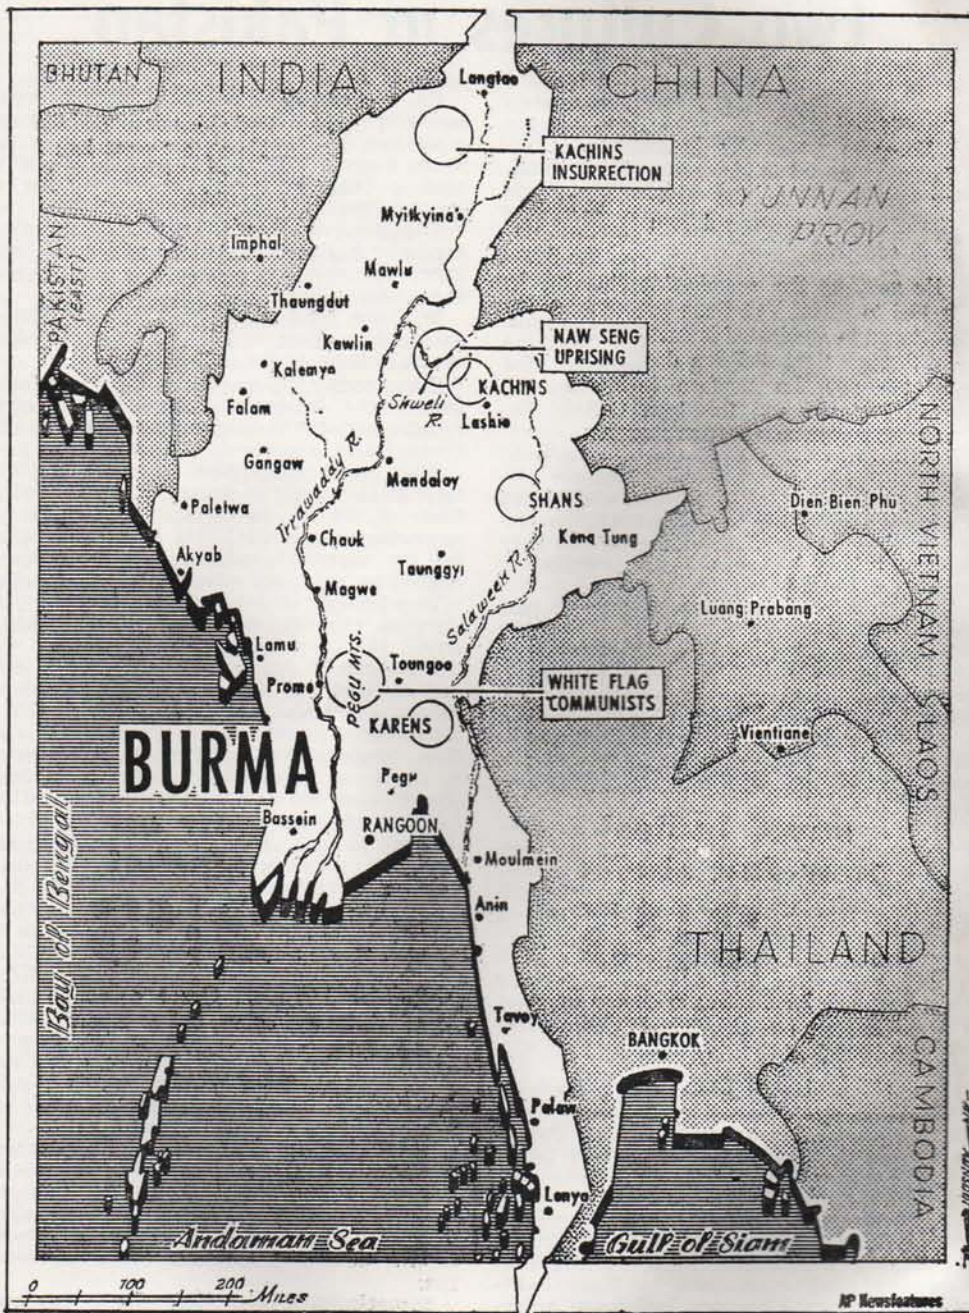 BHUTAN
INDIA
CHINA
Langtao
KACHINS
INSURRECTION
YUNNAN
PROV.
Myitkyina
PAKISTAN
(EAST)
Imphal
Mawlu
Thaungdut
Kawlin
NAW SENG
UPRISING
Kalemyo
KACHINS
Shweli
R.
Falam
Lashio
Gangaw
Irrawaddy R.
Mandalay
NORTH VIETNAM
Paletwa
SHANS
Dien Bien Phu
Chauk
Keng Tung
Akyab
Taunggyi
Magwe
Salaween R.
Luang Prabang
Lamu
PEGU MTS.
Toungoo
Prome
WHITE FLAG
COMMUNISTS
KARENS
LAOS
Vientiane
BURMA
Pegu
Bassein
RANGOON
Bay of Bengal
Moulmein
Anin
THAILAND
Tavoy
BANGKOK
CAMBODIA
Palaw
Lenya
Andaman Sea
Gulf of Siam
0 100 200 MILES
AP Newsfeatures